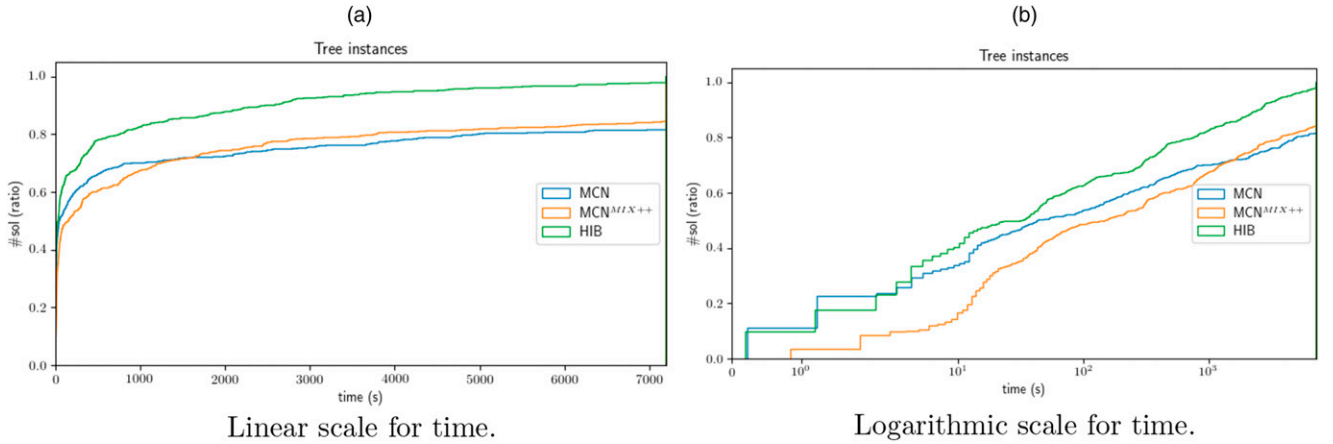 (a)
Tree instances
1.0
0.8
0.6
0.4
0.2
0.0
#sol (ratio)
MCN
MCN^{MIX++}
HIB
0 1000 2000 3000 4000 5000 6000 7000
time (s)
Linear scale for time.
(b)
Tree instances
1.0
0.8
0.6
0.4
0.2
0.0
#sol (ratio)
MCN
MCN^{MIX++}
HIB
0 10^0 10^1 10^2 10^3
time (s)
Logarithmic scale for time.